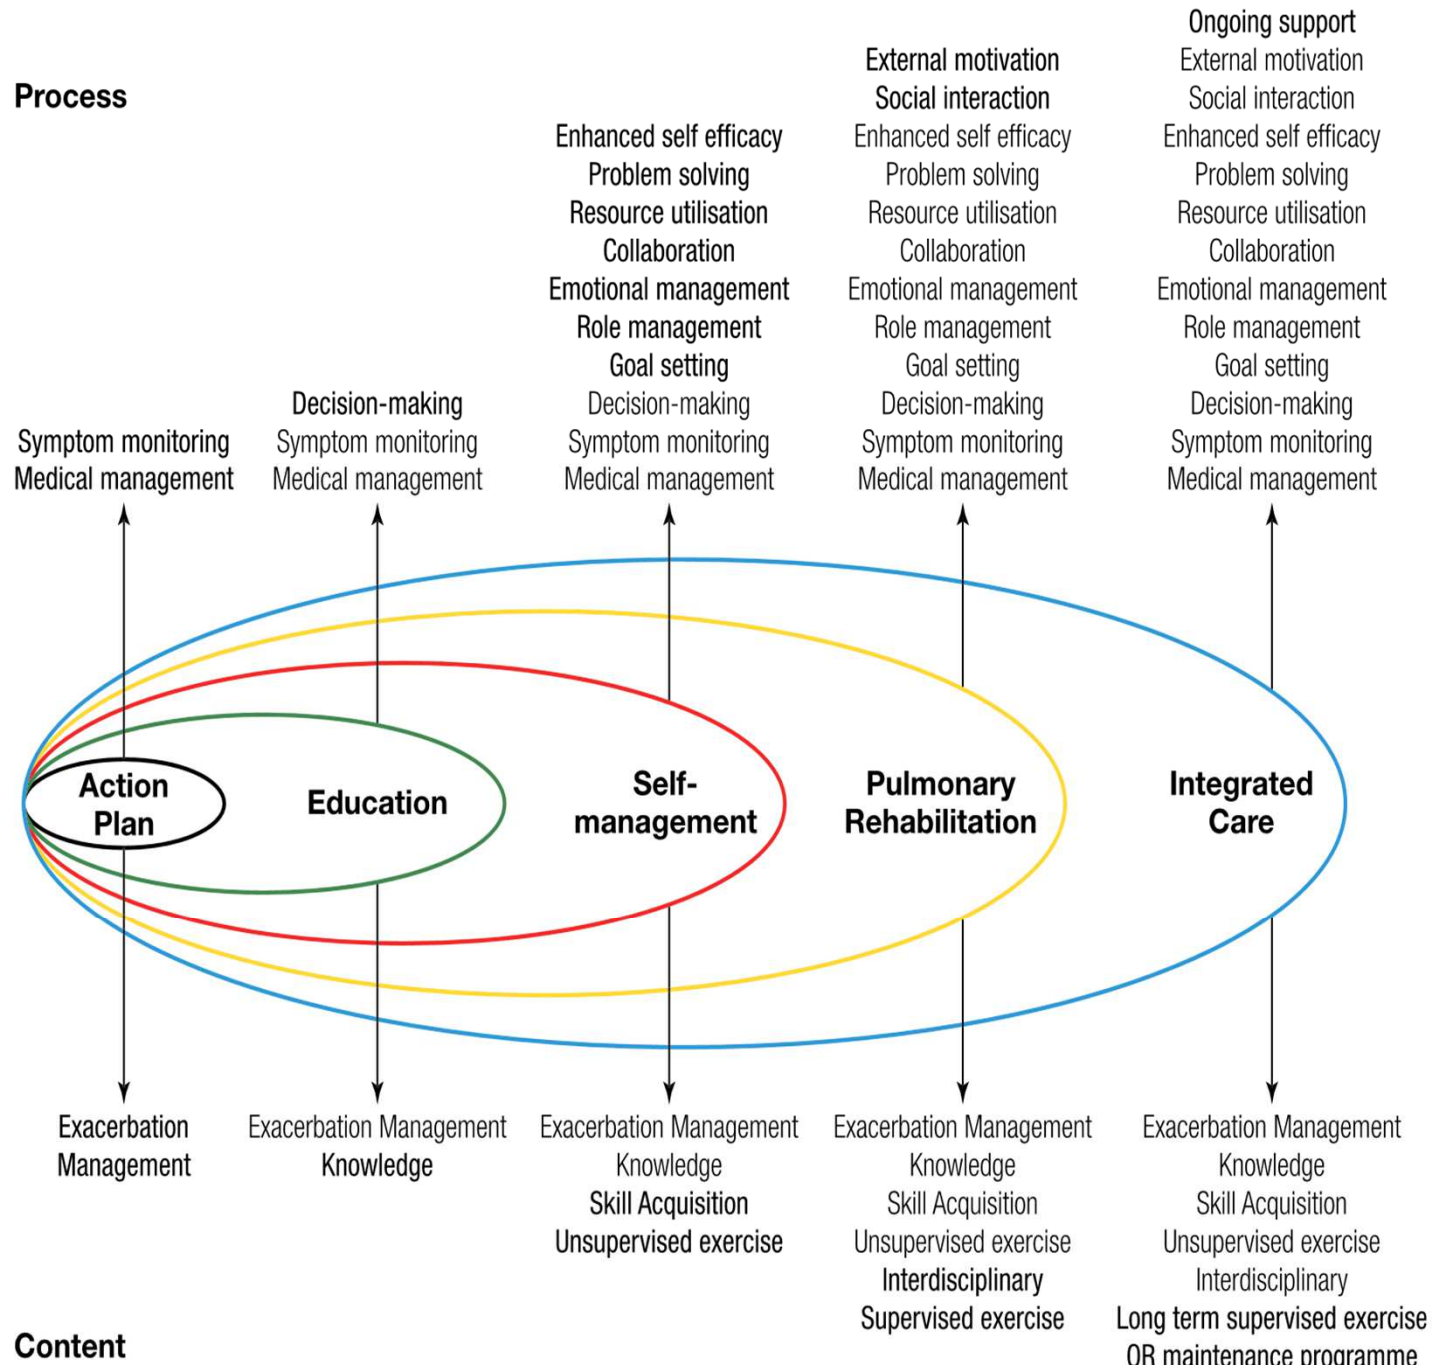 Process
Symptom monitoring
Medical management
Decision-making
Symptom monitoring
Medical management
Enhanced self efficacy
Problem solving
Resource utilisation
Collaboration
Emotional management
Role management
Goal setting
Decision-making
Symptom monitoring
Medical management
External motivation
Social interaction
Enhanced self efficacy
Problem solving
Resource utilisation
Collaboration
Emotional management
Role management
Goal setting
Decision-making
Symptom monitoring
Medical management
Ongoing support
External motivation
Social interaction
Enhanced self efficacy
Problem solving
Resource utilisation
Collaboration
Emotional management
Role management
Goal setting
Decision-making
Symptom monitoring
Medical management
Action
Plan
Education
Self-
management
Pulmonary
Rehabilitation
Integrated
Care
Exacerbation
Management
Exacerbation Management
Knowledge
Exacerbation Management
Knowledge
Skill Acquisition
Unsupervised exercise
Exacerbation Management
Knowledge
Skill Acquisition
Unsupervised exercise
Interdisciplinary
Supervised exercise
Exacerbation Management
Knowledge
Skill Acquisition
Unsupervised exercise
Interdisciplinary
Long term supervised exercise
OR maintenance programme
Content